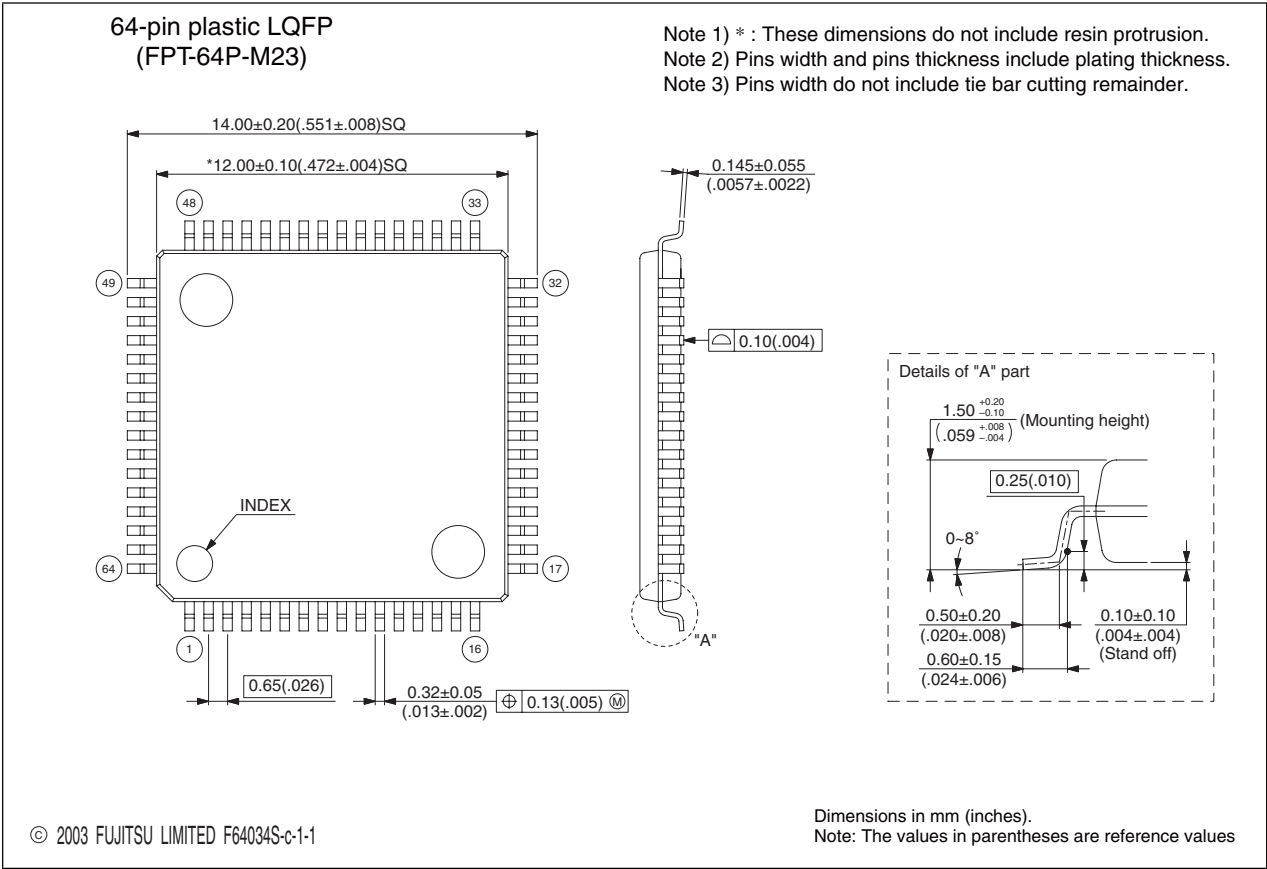 64-pin plastic LQFP
(FPT-64P-M23)
Note 1) * : These dimensions do not include resin protrusion.
Note 2) Pins width and pins thickness include plating thickness.
Note 3) Pins width do not include tie bar cutting remainder.
14.00±0.20(.551±.008)SQ
*12.00±0.10(.472±.004)SQ
0.145±0.055
(.0057±.0022)
48
33
49
32
0.10(.004)
Details of "A" part
1.50 +0.20 −0.10 (Mounting height)
(.059 +.008 −.004)
0.25(.010)
INDEX
0~8°
64
17
0.50±0.20
(.020±.008)
0.60±0.15
(.024±.006)
0.10±0.10
(.004±.004)
(Stand off)
"A"
1
16
0.65(.026)
0.32±0.05
(.013±.002)
⌖ 0.13(.005) Ⓜ
© 2003 FUJITSU LIMITED F64034S-c-1-1
Dimensions in mm (inches).
Note: The values in parentheses are reference values